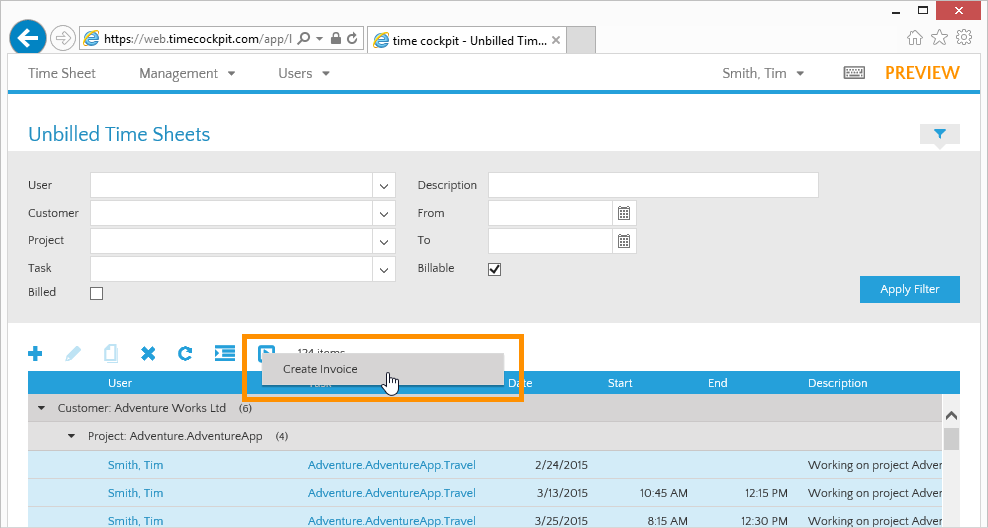 https://web.timecockpit.com/app/l
time cockpit - Unbilled Tim...
Time Sheet Management Users Smith, Tim PREVIEW
Unbilled Time Sheets
User Description
Customer From
Project To
Task Billable
Billed
Apply Filter
124 items
Create Invoice
User Task Date Start End Description
Customer: Adventure Works Ltd (6)
Project: Adventure.AdventureApp (4)
Smith, Tim Adventure.AdventureApp.Travel 2/24/2015 Working on project Adven
Smith, Tim Adventure.AdventureApp.Travel 3/13/2015 10:45 AM 12:15 PM Working on project Adven
Smith, Tim Adventure.AdventureApp.Travel 3/25/2015 8:15 AM 12:30 PM Working on project Adven